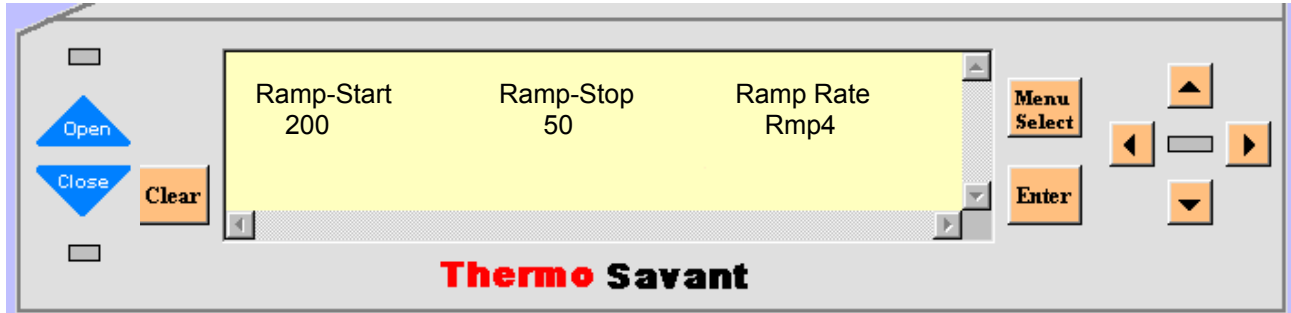 Ramp-Start Ramp-Stop Ramp Rate
200 50 Rmp4
Open
Close
Clear
Menu
Select
Enter
Thermo Savant